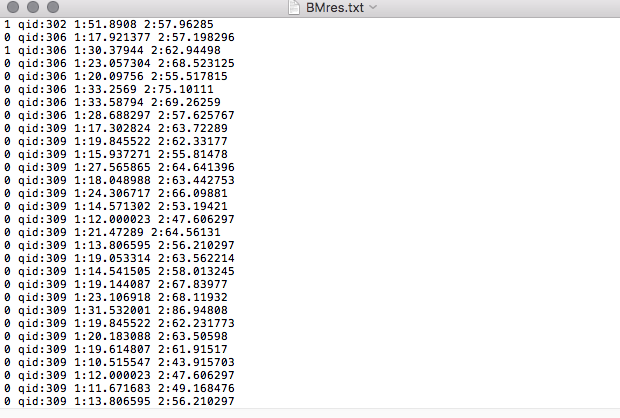 BMres.txt
1 qid:302 1:51.8908 2:57.96285
0 qid:306 1:17.921377 2:57.198296
1 qid:306 1:30.37944 2:62.94498
0 qid:306 1:23.057304 2:68.523125
0 qid:306 1:20.09756 2:55.517815
0 qid:306 1:33.2569 2:75.10111
0 qid:306 1:33.58794 2:69.26259
0 qid:306 1:28.688297 2:57.625767
0 qid:309 1:17.302824 2:63.72289
0 qid:309 1:19.845522 2:62.33177
0 qid:309 1:15.937271 2:55.81478
0 qid:309 1:27.565865 2:64.641396
0 qid:309 1:18.048988 2:63.442753
0 qid:309 1:24.306717 2:66.09881
0 qid:309 1:14.571302 2:53.19421
0 qid:309 1:12.000023 2:47.606297
0 qid:309 1:21.47289 2:64.56131
0 qid:309 1:13.806595 2:56.210297
0 qid:309 1:19.053314 2:63.562214
0 qid:309 1:14.541505 2:58.013245
0 qid:309 1:19.144087 2:67.83977
0 qid:309 1:23.106918 2:68.11932
0 qid:309 1:31.532001 2:86.94808
0 qid:309 1:19.845522 2:62.231773
0 qid:309 1:20.183088 2:63.50598
0 qid:309 1:19.614807 2:61.91517
0 qid:309 1:10.515547 2:43.915703
0 qid:309 1:12.000023 2:47.606297
0 qid:309 1:11.671683 2:49.168476
0 qid:309 1:13.806595 2:56.210297